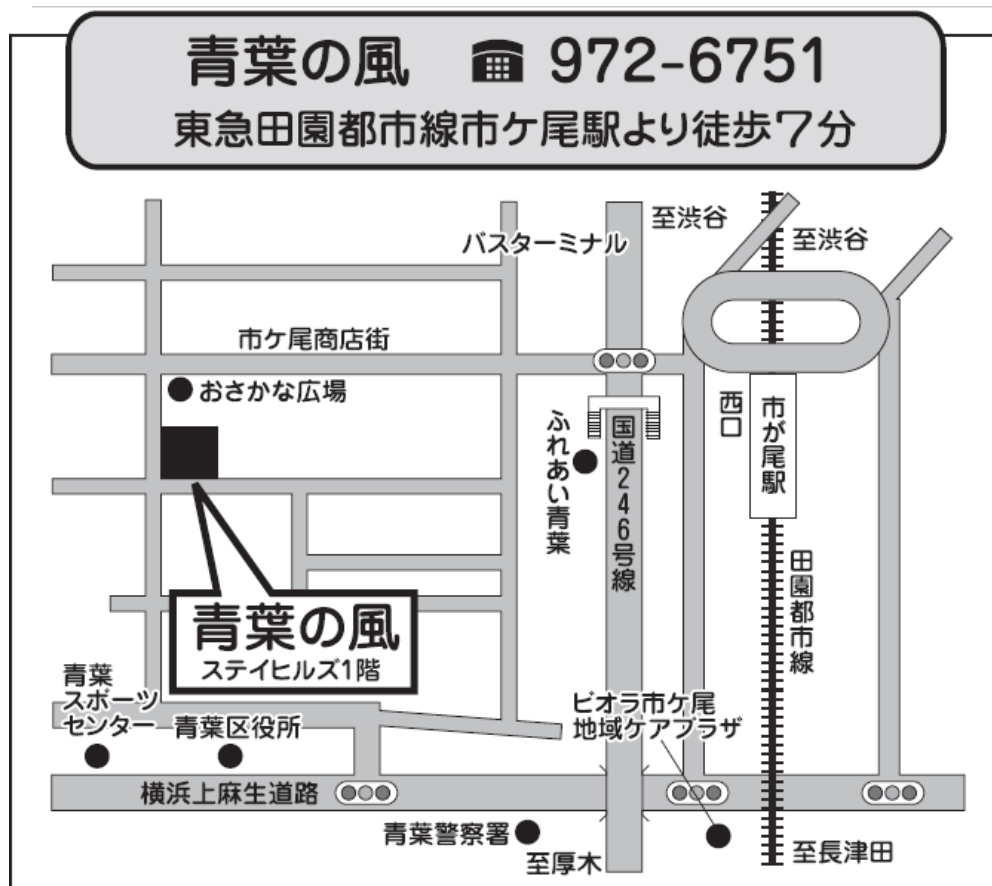 青葉の風 ☎ 972-6751
東急田園都市線市ケ尾駅より徒歩7分
至渋谷
バスターミナル
至渋谷
市ケ尾商店街
おさかな広場
ふれあい青葉
国道246号線
西口
市が尾駅
田園都市線
青葉の風
ステイヒルズ1階
青葉
スポーツ
センター
青葉区役所
ビオラ市ケ尾
地域ケアプラザ
横浜上麻生道路
青葉警察署
至厚木
至長津田